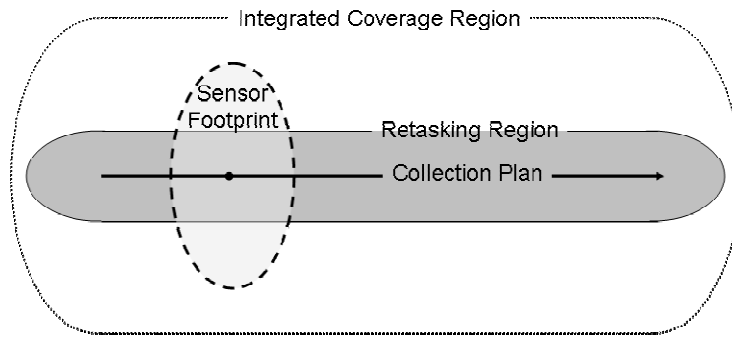 Integrated Coverage Region
Sensor
Footprint
Retasking Region
Collection Plan